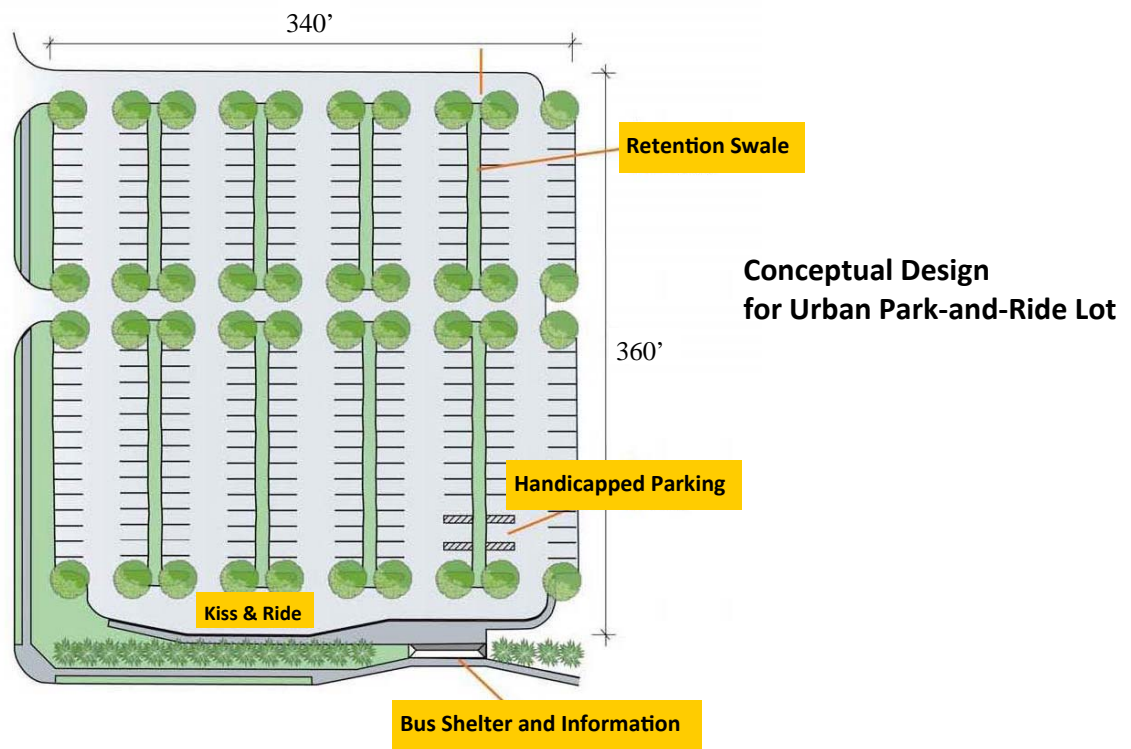 340’
Retention Swale
Conceptual Design
for Urban Park-and-Ride Lot
360’
Handicapped Parking
Kiss & Ride
Bus Shelter and Information